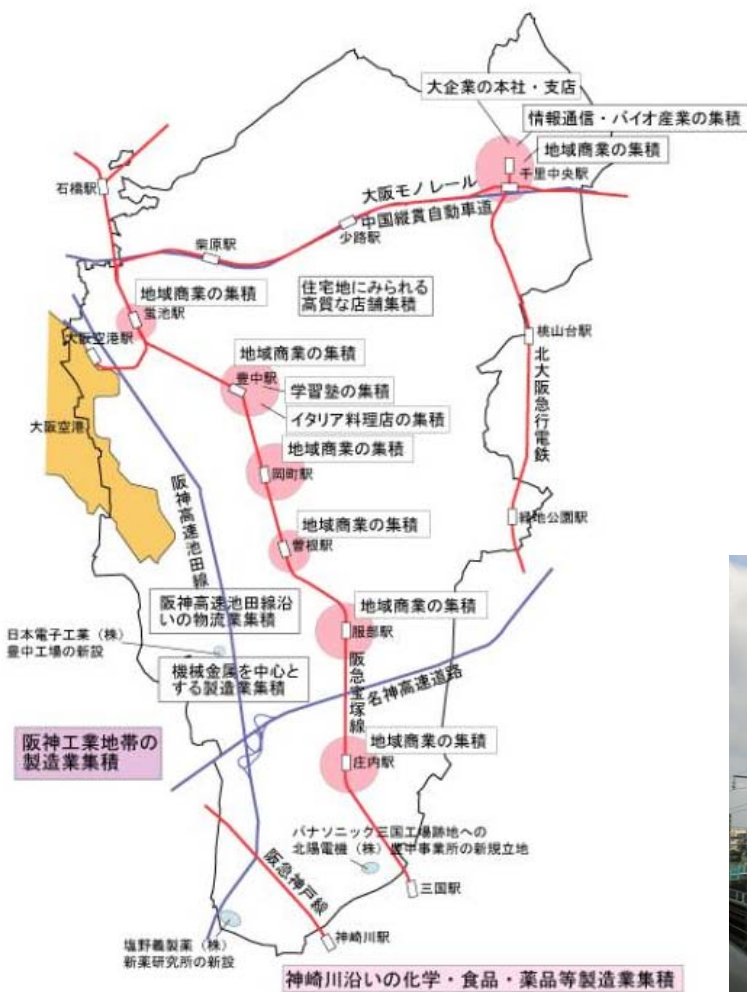 大企業の本社・支店
情報通信・バイオ産業の集積
地域商業の集積
千里中央駅
大阪モノレール
中国縦貫自動車道
石橋駅
少路駅
柴原駅
地域商業の集積
蛍池駅
住宅地にみられる
高質な店舗集積
大阪空港駅
桃山台駅
地域商業の集積
豊中駅
学習塾の集積
イタリア料理店の集積
北大阪急行電鉄
大阪空港
地域商業の集積
岡町駅
阪神高速池田線
緑地公園駅
地域商業の集積
曽根駅
阪神高速池田線沿
いの物流業集積
地域商業の集積
服部駅
日本電子工業(株)
豊中工場の新設
機械金属を中心と
する製造業集積
阪急宝塚線
名神高速道路
阪神工業地帯の
製造業集積
地域商業の集積
庄内駅
パナソニック三国工場跡地への
北陽電機(株)豊中事業所の新規立地
阪急神戸線
三国駅
塩野義製薬(株)
新薬研究所の新設
神崎川駅
神崎川沿いの化学・食品・薬品等製造業集積